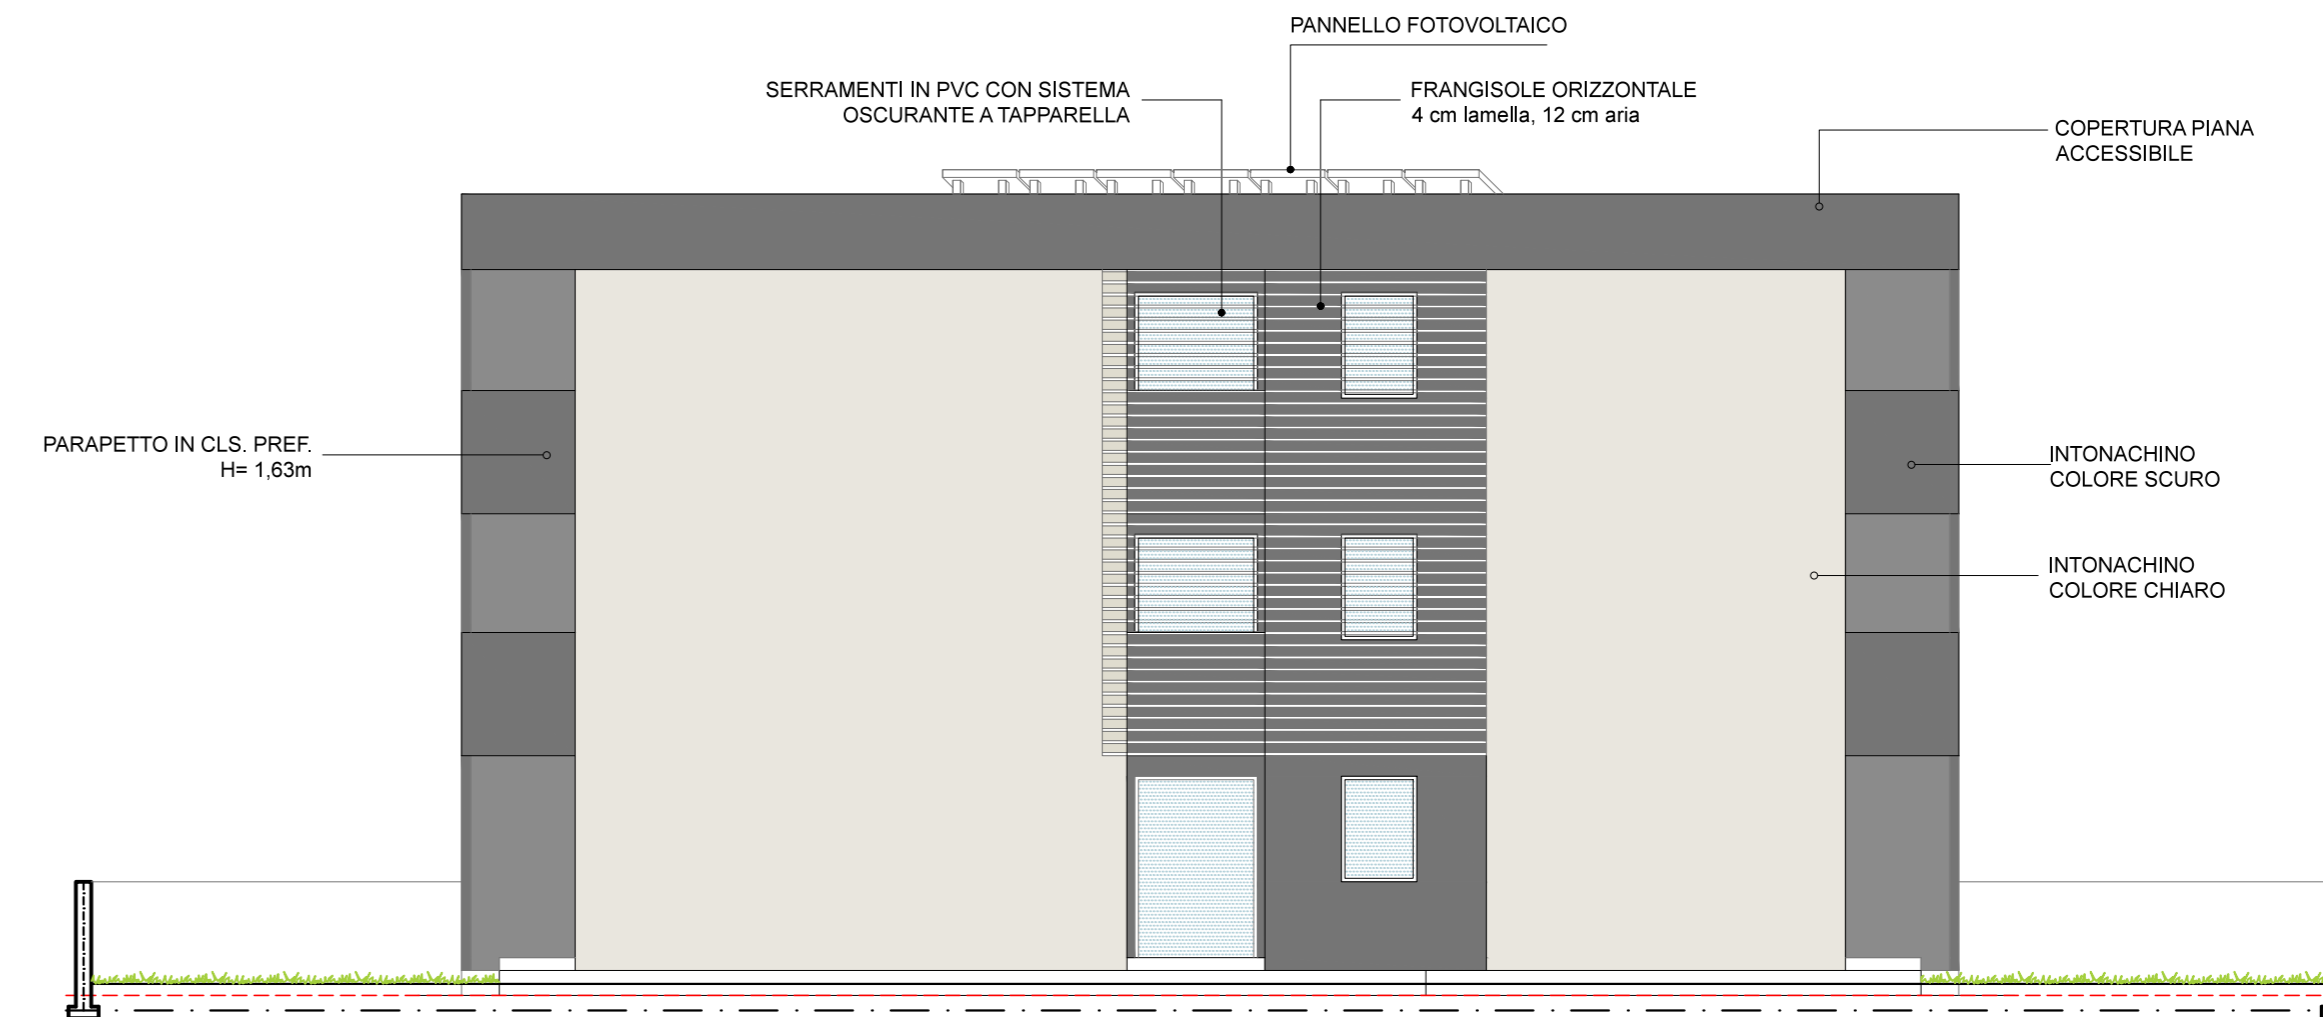 PANNELLO FOTOVOLTAICO
SERRAMENTI IN PVC CON SISTEMA
OSCURANTE A TAPPARELLA
FRANGISOLE ORIZZONTALE
4 cm lamella, 12 cm aria
COPERTURA PIANA
ACCESSIBILE
PARAPETTO IN CLS. PREF.
H= 1,63m
INTONACHINO
COLORE SCURO
INTONACHINO
COLORE CHIARO